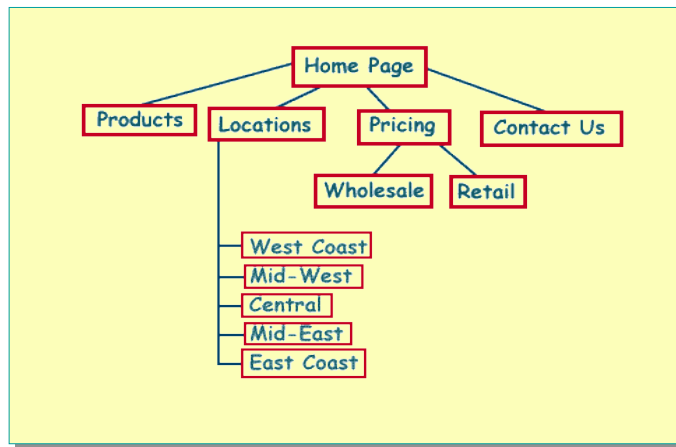 Home Page
Products
Locations
Pricing
Contact Us
Wholesale
Retail
West Coast
Mid-West
Central
Mid-East
East Coast